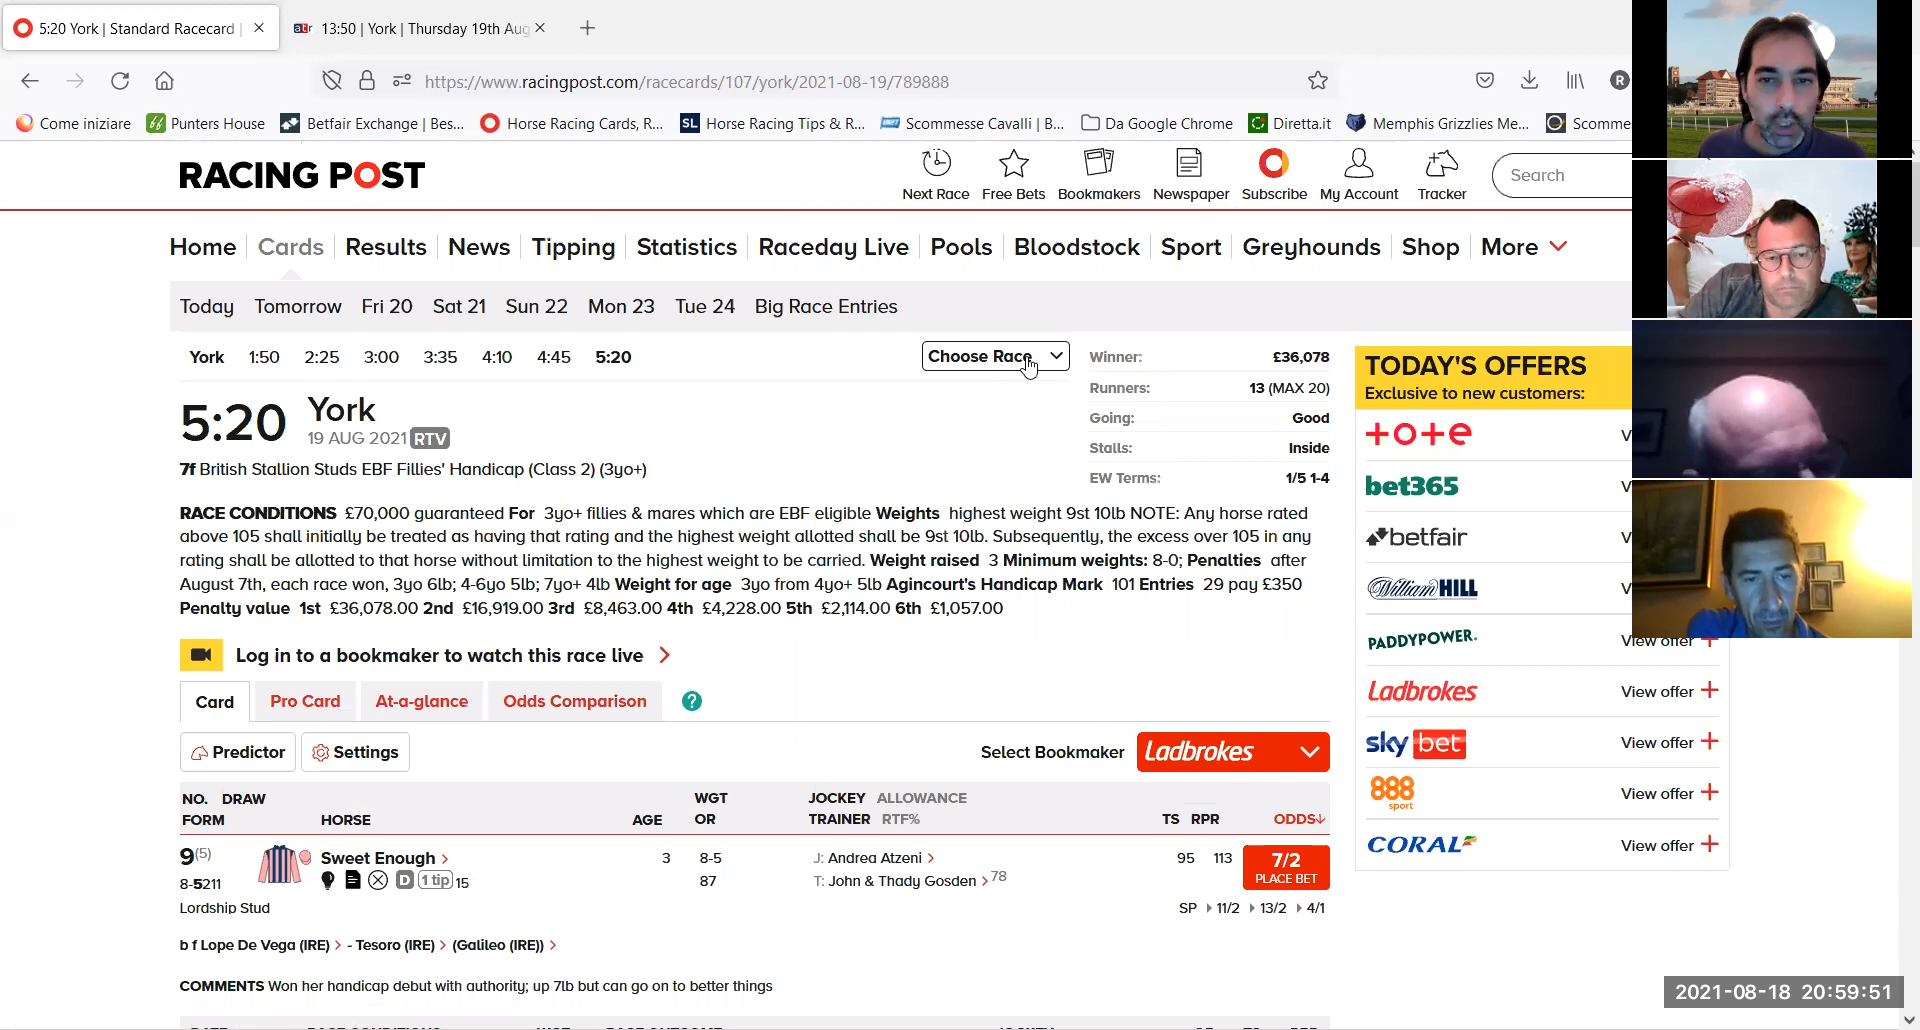 5:20 York | Standard Racecard |
atr 13:50 | York | Thursday 19th Aug
https://www.racingpost.com/racecards/107/york/2021-08-19/789888
R
Come iniziare
Punters House
Betfair Exchange | Bes...
Horse Racing Cards, R...
SL Horse Racing Tips & R...
Scommesse Cavalli | B...
Da Google Chrome
Diretta.it
Memphis Grizzlies Me...
Scomme
RACING POST
Next Race Free Bets Bookmakers Newspaper Subscribe My Account Tracker
Search
Home Cards Results News Tipping Statistics Raceday Live Pools Bloodstock Sport Greyhounds Shop More
Today Tomorrow Fri 20 Sat 21 Sun 22 Mon 23 Tue 24 Big Race Entries
York 1:50 2:25 3:00 3:35 4:10 4:45 5:20
Choose Race
Winner: £36,078
Runners: 13 (MAX 20)
Going: Good
Stalls: Inside
EW Terms: 1/5 1-4
5:20 York
19 AUG 2021 RTV
7f British Stallion Studs EBF Fillies' Handicap (Class 2) (3yo+)
RACE CONDITIONS £70,000 guaranteed For 3yo+ fillies & mares which are EBF eligible Weights highest weight 9st 10lb NOTE: Any horse rated
above 105 shall initially be treated as having that rating and the highest weight allotted shall be 9st 10lb. Subsequently, the excess over 105 in any
rating shall be allotted to that horse without limitation to the highest weight to be carried. Weight raised 3 Minimum weights: 8-0; Penalties after
August 7th, each race won, 3yo 6lb; 4-6yo 5lb; 7yo+ 4lb Weight for age 3yo from 4yo+ 5lb Agincourt's Handicap Mark 101 Entries 29 pay £350
Penalty value 1st £36,078.00 2nd £16,919.00 3rd £8,463.00 4th £4,228.00 5th £2,114.00 6th £1,057.00
Log in to a bookmaker to watch this race live
Card Pro Card At-a-glance Odds Comparison ?
Predictor Settings
Select Bookmaker Ladbrokes
NO. DRAW WGT JOCKEY ALLOWANCE
FORM HORSE AGE OR TRAINER RTF% TS RPR ODDS
9(5) Sweet Enough 3 8-5 J: Andrea Atzeni 95 113 7/2
PLACE BET
8-5211 D 1 tip 15 87 T: John & Thady Gosden 78
Lordship Stud SP 11/2 13/2 4/1
b f Lope De Vega (IRE) - Tesoro (IRE) (Galileo (IRE))
COMMENTS Won her handicap debut with authority; up 7lb but can go on to better things
TODAY'S OFFERS
Exclusive to new customers:
tote
bet365
betfair
William HILL
PADDYPOWER. View offer
Ladbrokes View offer
sky bet View offer
888 sport View offer
CORAL View offer
2021-08-18 20:59:51